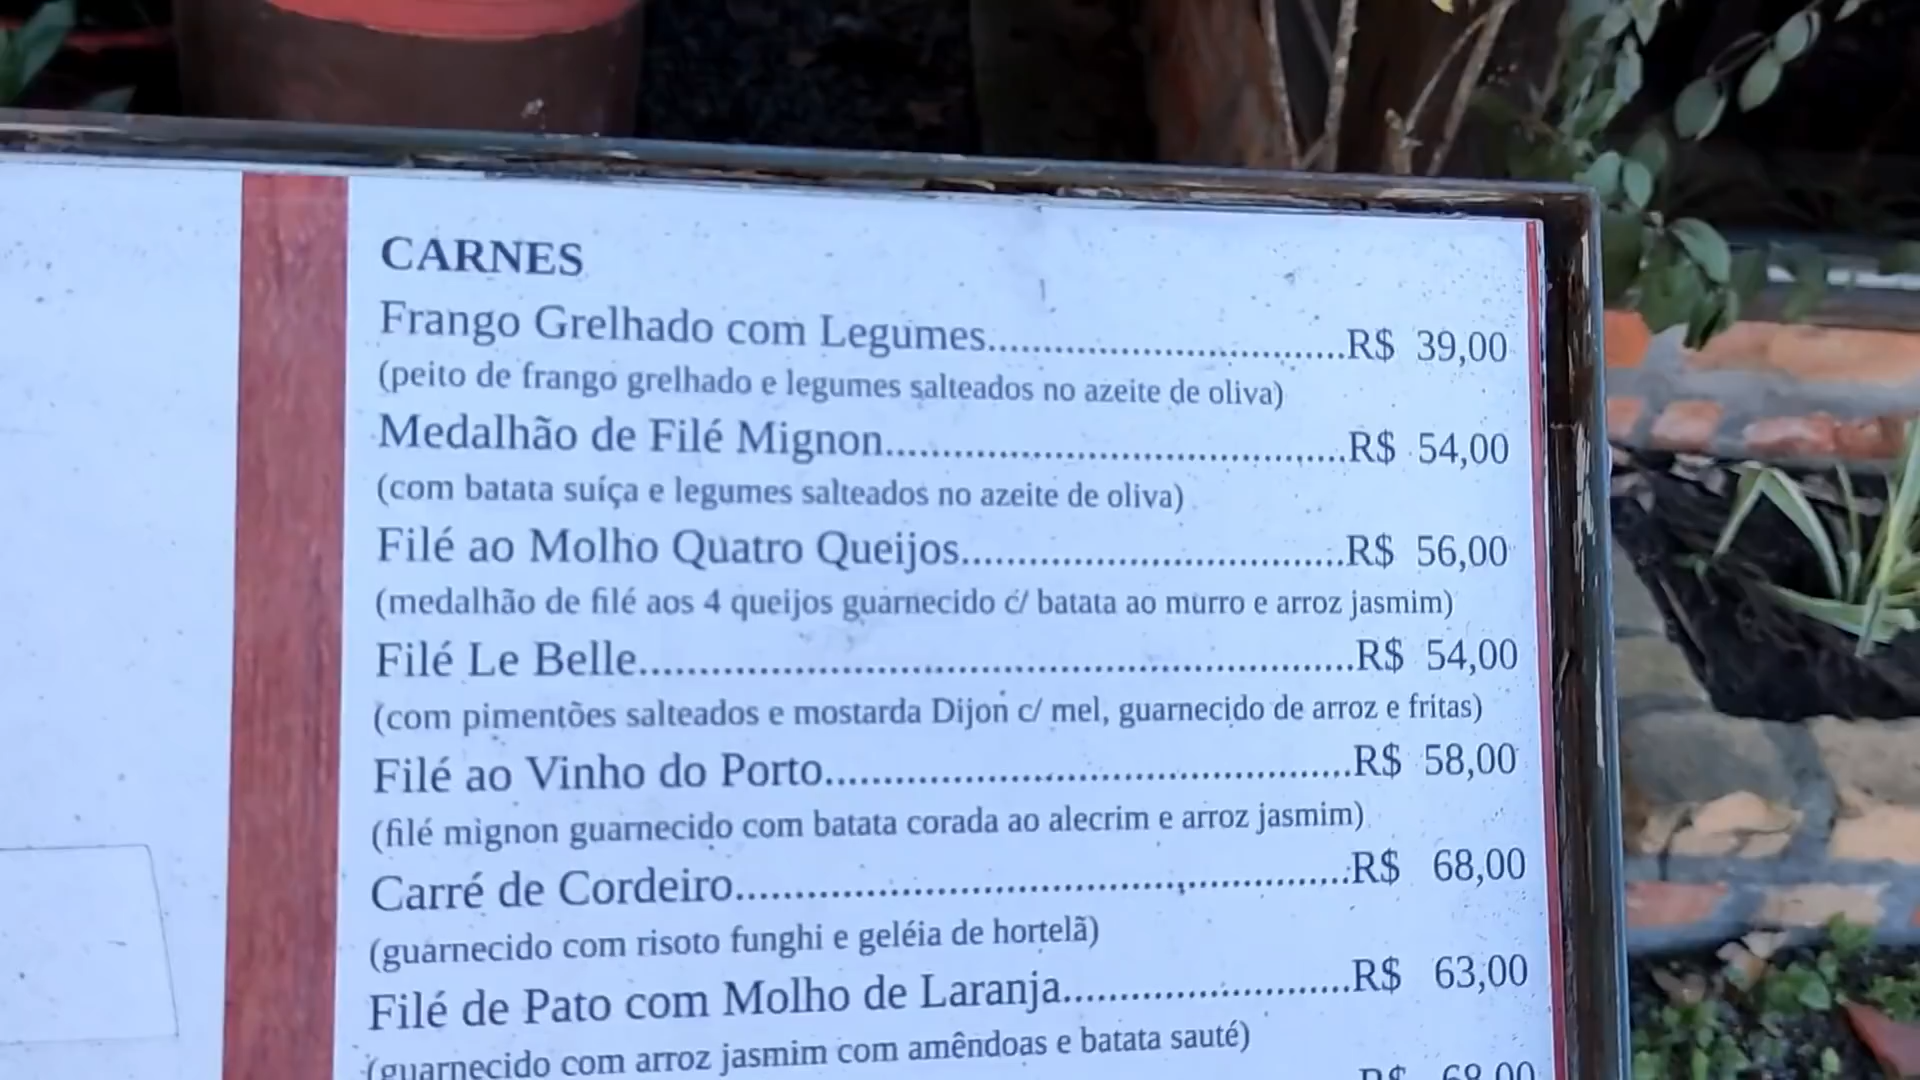 CARNES
Frango Grelhado com Legumes..............................R$ 39,00
(peito de frango grelhado e legumes salteados no azeite de oliva)
Medalhão de Filé Mignon........................................R$ 54,00
(com batata suíça e legumes salteados no azeite de oliva)
Filé ao Molho Quatro Queijos.................................R$ 56,00
(medalhão de filé aos 4 queijos guarnecido c/ batata ao murro e arroz jasmim)
Filé Le Belle..............................................................R$ 54,00
(com pimentões salteados e mostarda Dijon c/ mel, guarnecido de arroz e fritas)
Filé ao Vinho do Porto.............................................R$ 58,00
(filé mignon guarnecido com batata corada ao alecrim e arroz jasmim)
Carré de Cordeiro.....................................................R$ 68,00
(guarnecido com risoto funghi e geléia de hortelã)
Filé de Pato com Molho de Laranja.........................R$ 63,00
(guarnecido com arroz jasmim com amêndoas e batata sauté)